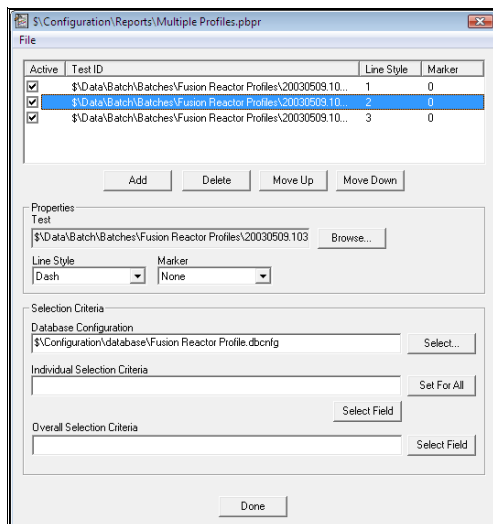 $\Configuration\Reports\Multiple Profiles.pbpr
File
Active Test ID Line Style Marker
$\Data\Batch\Batches\Fusion Reactor Profiles\20030509.10... 1 0
$\Data\Batch\Batches\Fusion Reactor Profiles\20030509.10... 2 0
$\Data\Batch\Batches\Fusion Reactor Profiles\20030509.10... 3 0
Add Delete Move Up Move Down
Properties
Test
$\Data\Batch\Batches\Fusion Reactor Profiles\20030509.103 Browse...
Line Style Marker
Dash None
Selection Criteria
Database Configuration
$\Configuration\database\Fusion Reactor Profile.dbcnfg Select...
Individual Selection Criteria
Set For All
Select Field
Overall Selection Criteria
Select Field
Done